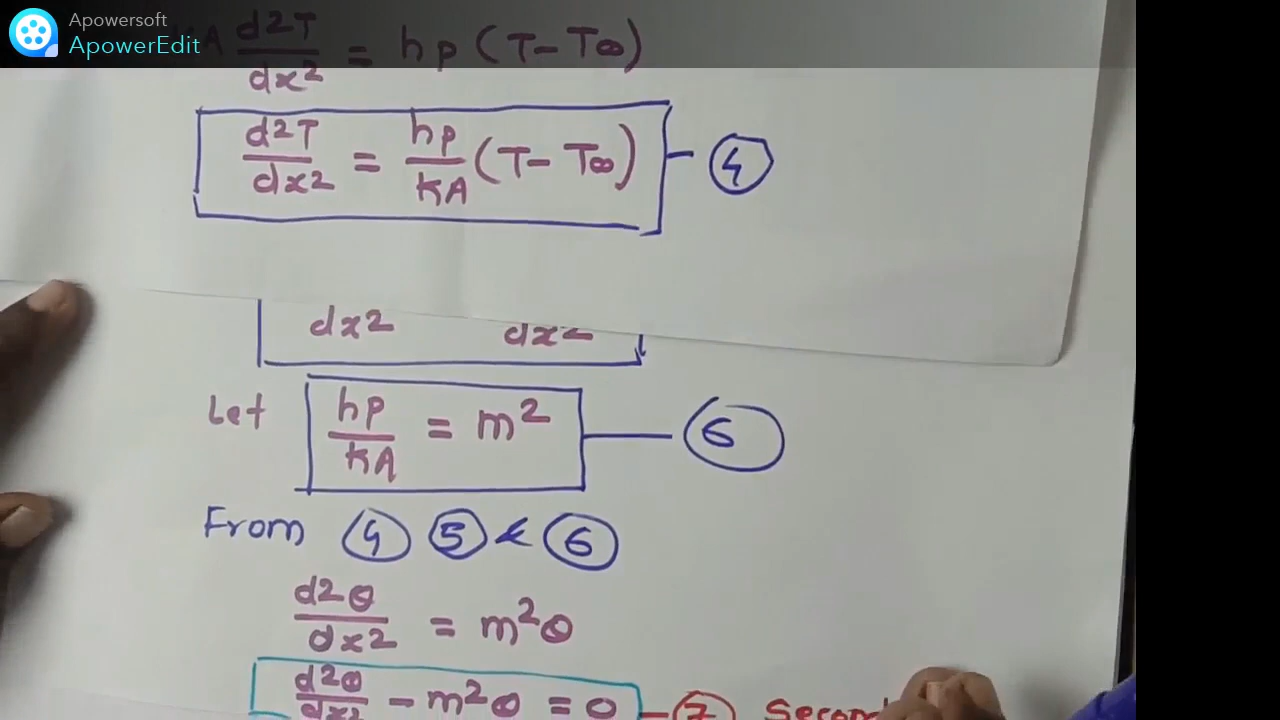 Apowersoft
ApowerEdit
KA d2T/dx2 = hp (T - T∞)
d2T/dx2 = hp/KA (T - T∞) - 4
dx2 dx2
Let hp/KA = m2 - 6
From 4 5 & 6
d2θ/dx2 = m2θ
d2θ/dx2 - m2θ = 0 - 7